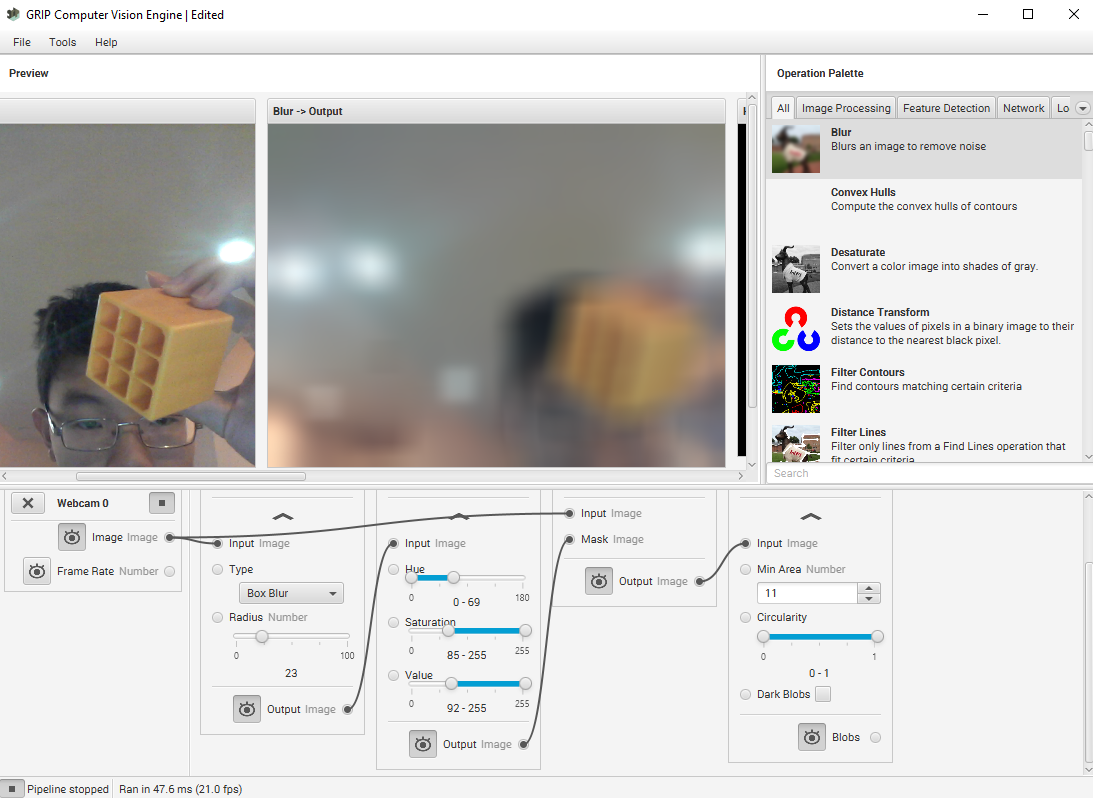 GRIP Computer Vision Engine | Edited
File Tools Help
Preview
Blur -> Output
Operation Palette
All Image Processing Feature Detection Network Lo
Blur
Blurs an image to remove noise
Convex Hulls
Compute the convex hulls of contours
Desaturate
Convert a color image into shades of gray.
Distance Transform
Sets the values of pixels in a binary image to their
distance to the nearest black pixel.
Filter Contours
Find contours matching certain criteria
Filter Lines
Filter only lines from a Find Lines operation that
fit certain criteria
Search
Webcam 0
Image Image
Frame Rate Number
Input Image
Type
Box Blur
Radius Number
0 100
23
Output Image
Input Image
Hue
0 180
0 - 69
Saturation
0 255
85 - 255
Value
0 255
92 - 255
Output Image
Input Image
Mask Image
Output Image
Input Image
Min Area Number
11
Circularity
0 1
0 - 1
Dark Blobs
Blobs
Pipeline stopped Ran in 47.6 ms (21.0 fps)